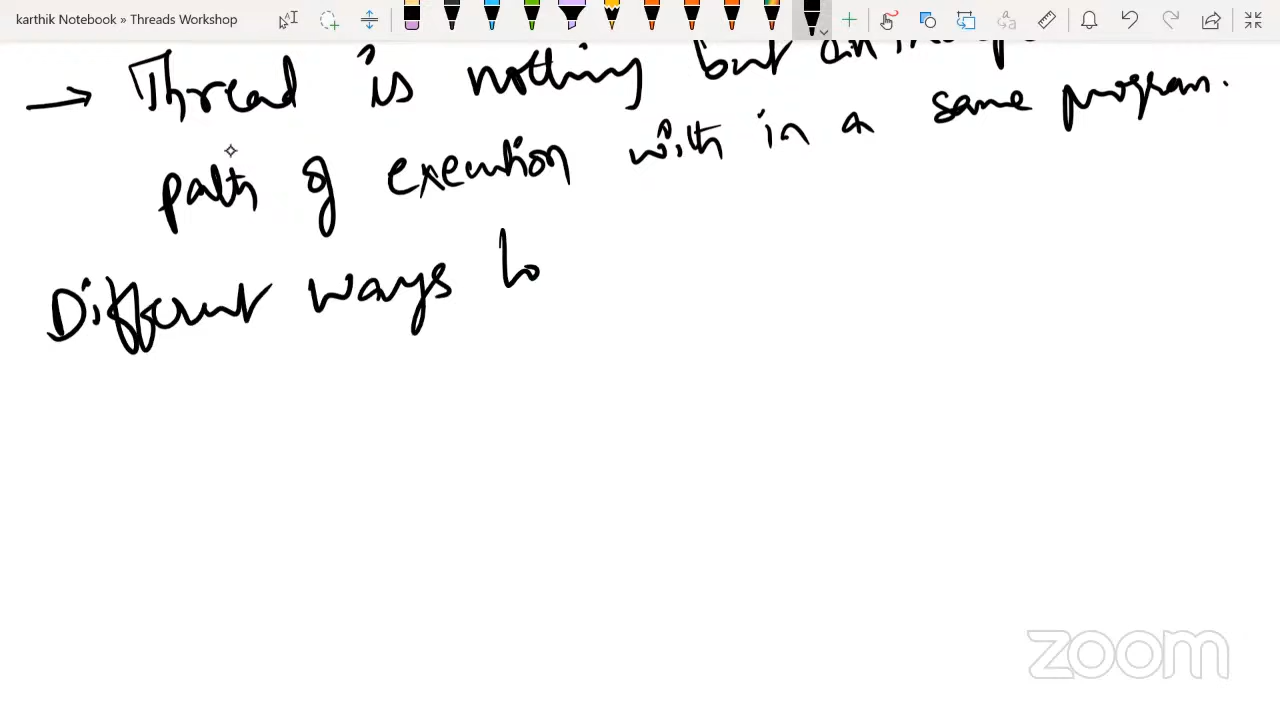 karthik Notebook » Threads Workshop
→ Thread is nothing but an
path of execution with in a same program.
Different ways to
zoom